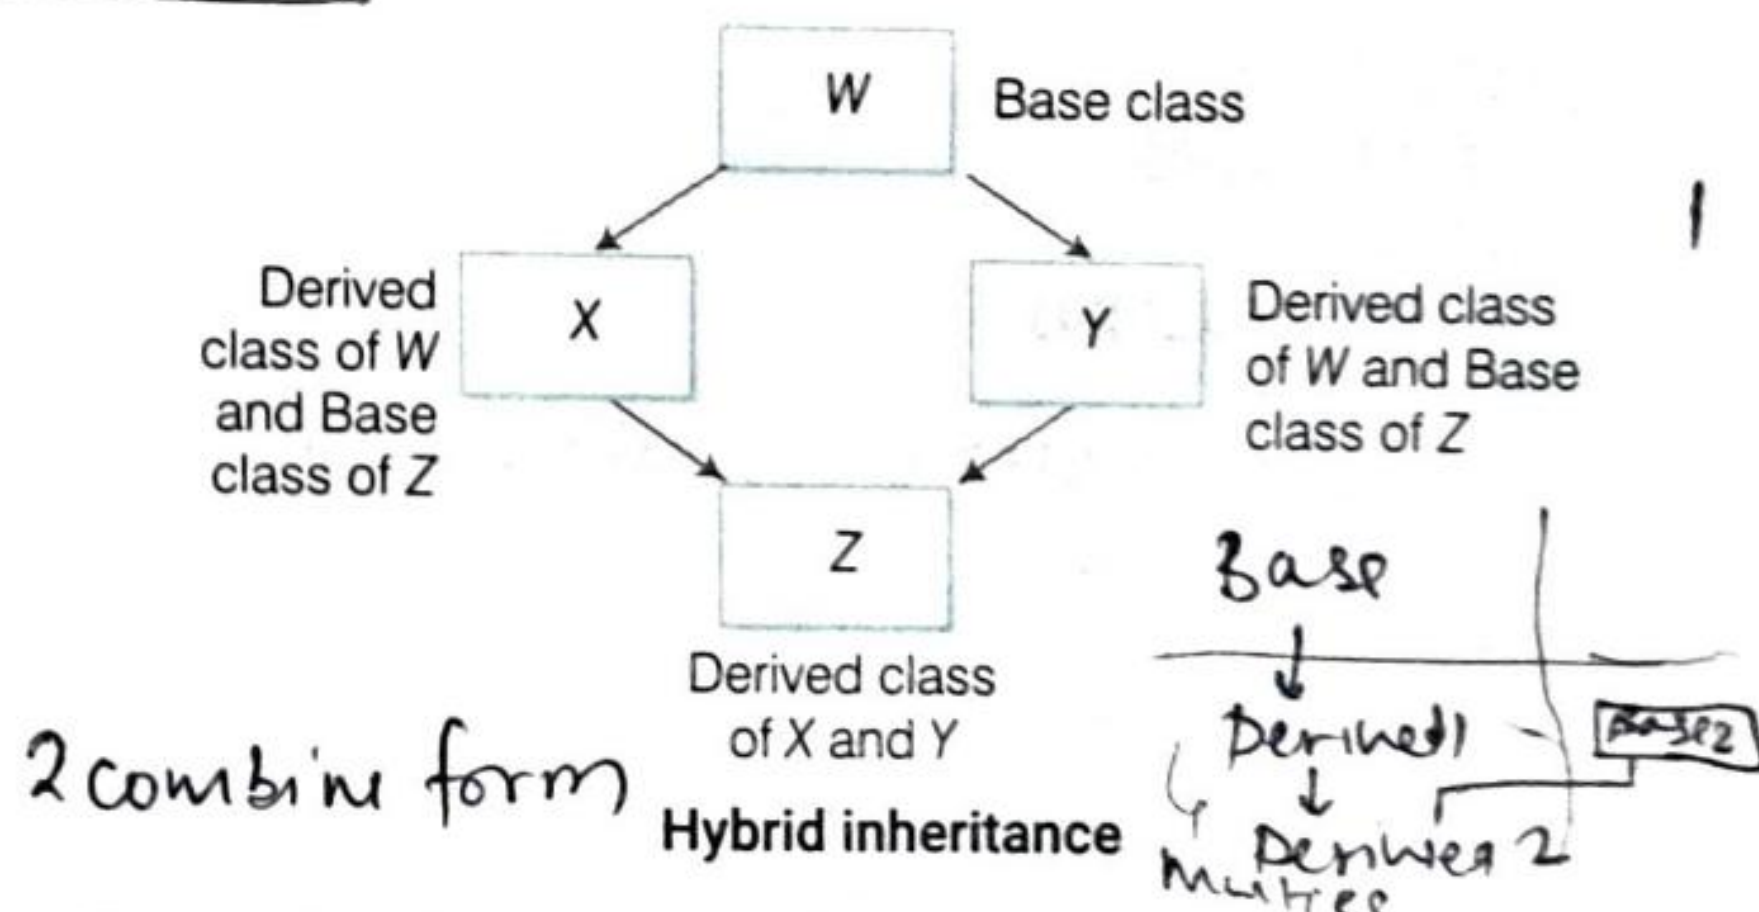 W
Base class
Derived
class of W
and Base
class of Z
X
Y
Derived class
of W and Base
class of Z
Z
Derived class
of X and Y
Hybrid inheritance
2 combine form
Base
Derived1
Base2
Derived 2